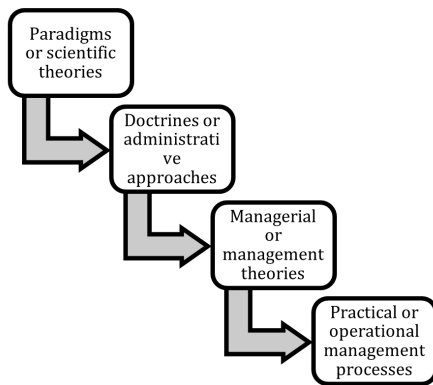 Paradigms
or scientific
theories
Doctrines or
administrati
ve
approaches
Managerial
or
management
theories
Practical or
operational
management
processes